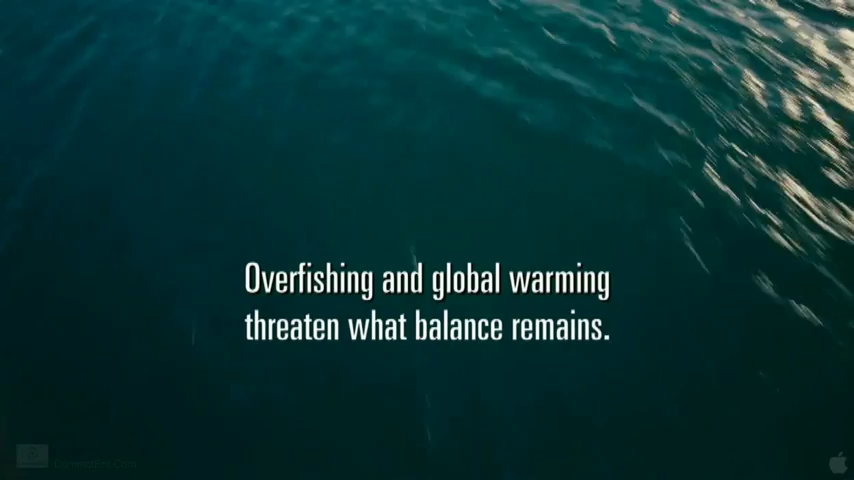 Overfishing and global warming
threaten what balance remains.